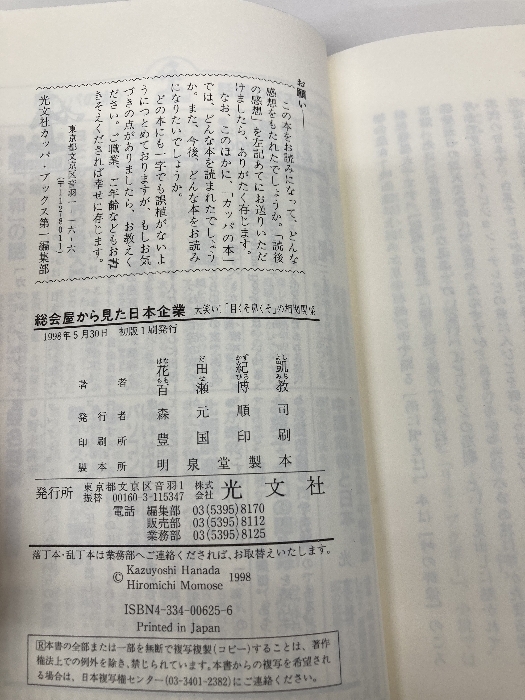 お願い——
この本をお読みになって、どんな
感想をもたれたでしょうか。「読後
の感想」を左記あてにお送りいただ
けましたら、ありがたく存じます。
なお、このほかに、「カッパの本」
では、どんな本を読まれたでしょう
か。また、今後、どんな本をお読み
になりたいでしょうか。
どの本にも一字でも誤植がないよ
うにつとめておりますが、もしお気
づきの点がありましたら、お教えく
ださい。ご職業、ご年齢などもお書
きそえくだされば幸せに存じます。
東京都文京区音羽一-一六-六
(〒112-8011)
光文社カッパ・ブックス第一編集部
総会屋から見た日本企業
1998年5月30日 初版1刷発行
著者 花田紀凱
百瀬博教
発行者 森元順司
印刷所 豊国印刷
製本所 明泉堂製本
発行所 東京都文京区音羽1 株式会社 光文社
振替 00160-3-115347
電話 編集部 03(5395)8170
販売部 03(5395)8112
業務部 03(5395)8125
落丁本・乱丁本は業務部へご連絡くだされば、お取替えいたします。
© Kazuyoshi Hanada
Hiromichi Momose 1998
ISBN4-334-00625-6
Printed in Japan
Ⓡ本書の全部または一部を無断で複写複製(コピー)することは、著作
権法上での例外を除き、禁じられています。本書からの複写を希望され
る場合は、日本複写権センター(03-3401-2382)にご連絡ください。